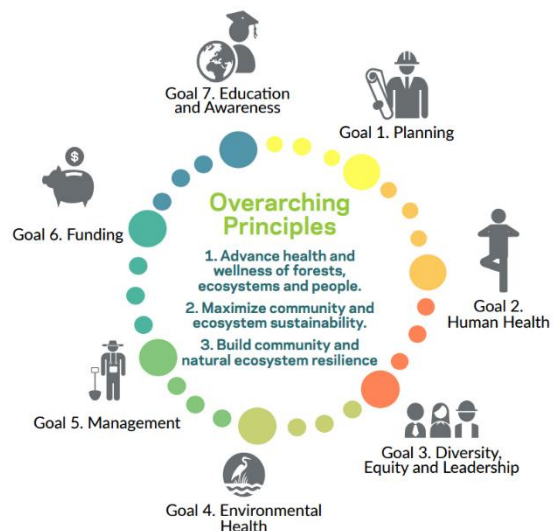 Goal 7. Education
and Awareness
Goal 1. Planning
Goal 6. Funding
$
Overarching
Principles
1. Advance health and
wellness of forests,
ecosystems and people.
2. Maximize community and
ecosystem sustainability.
3. Build community and
natural ecosystem resilience
Goal 2.
Human Health
Goal 5. Management
Goal 3. Diversity,
Equity and Leadership
Goal 4. Environmental
Health